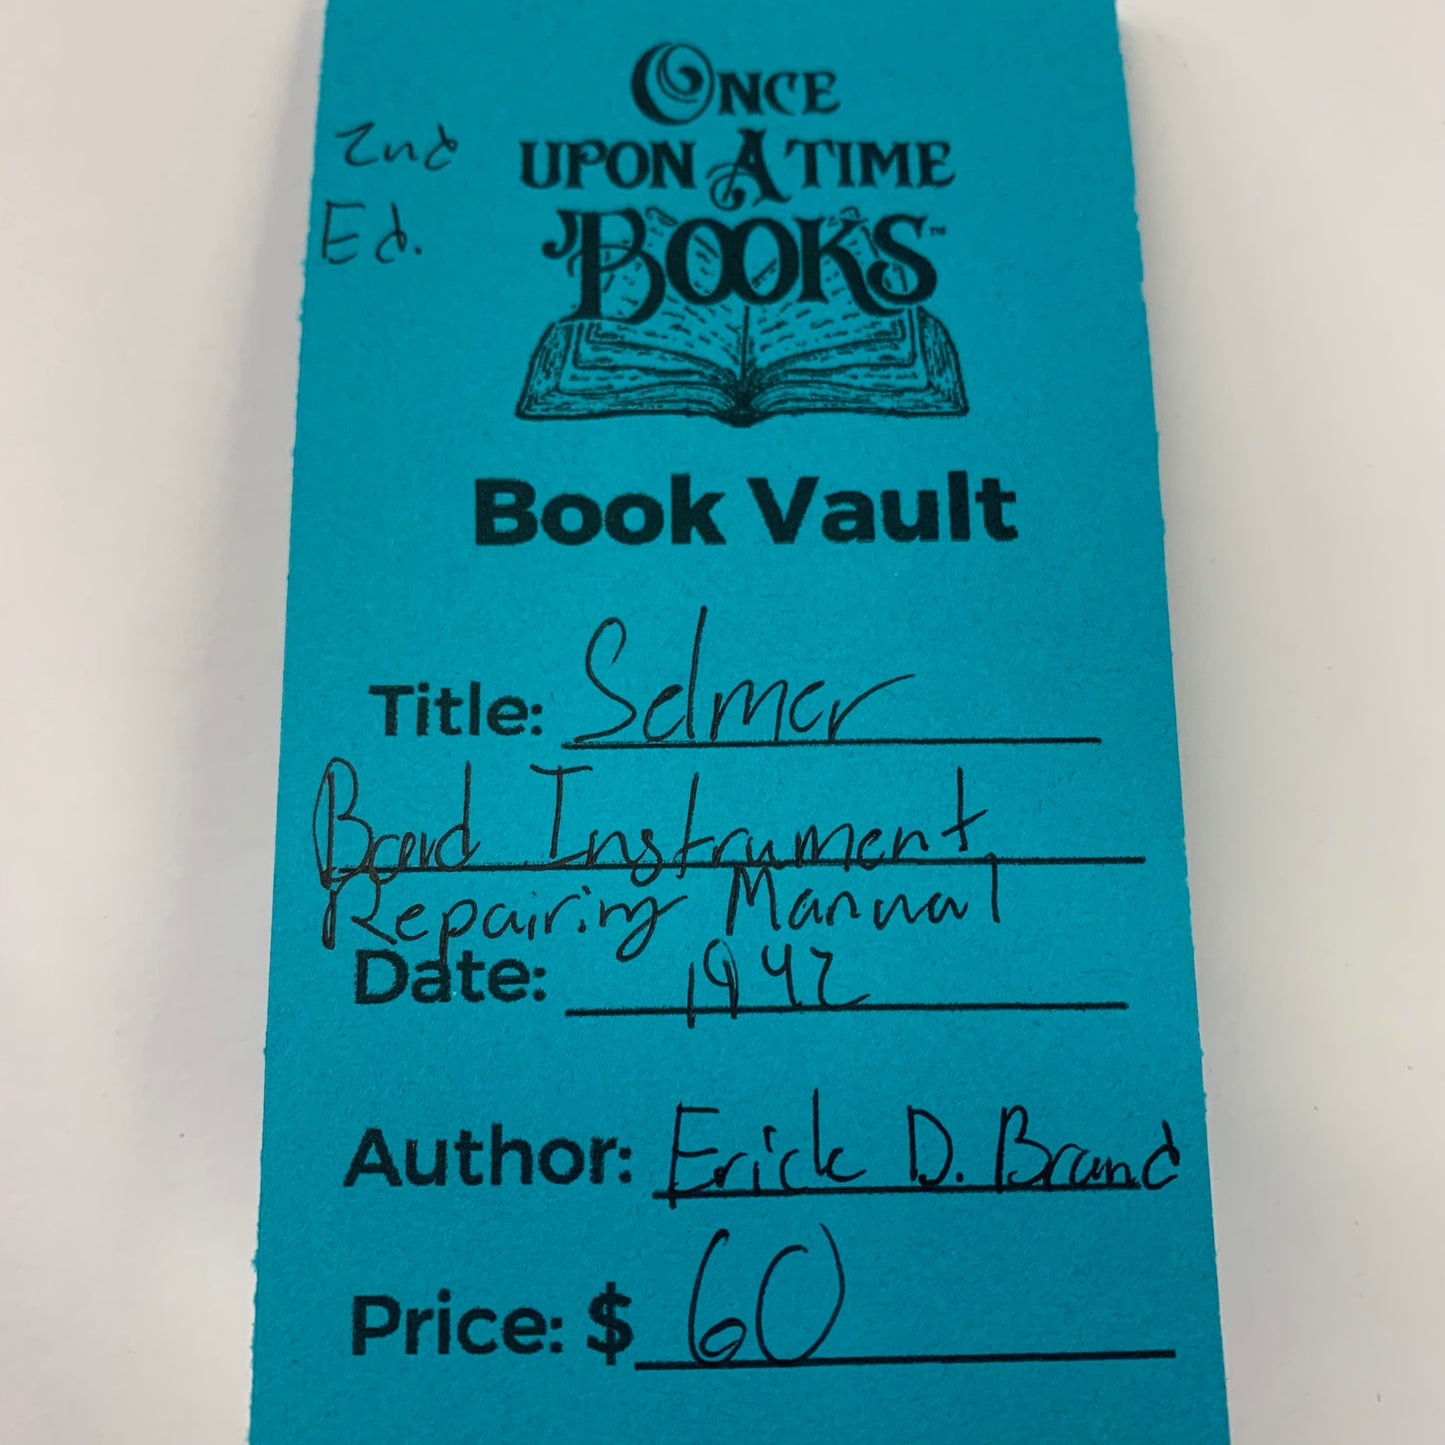 2nd
Ed.
ONCE
UPON A TIME
BOOKS™
Book Vault
Title: Selmer
Band Instrument
Repairing Manual
Date: 1942
Author: Erick D. Brand
Price: $60